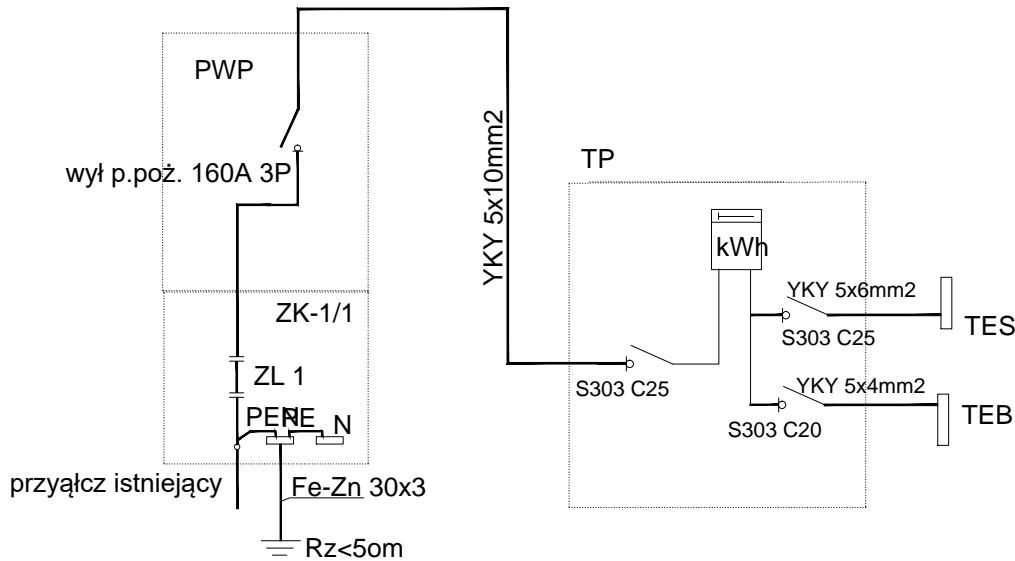 PWP
wył p.poż. 160A 3P
YKY 5x10mm2
TP
kWh
ZK-1/1
YKY 5x6mm2
TES
S303 C25
ZL 1
S303 C25
YKY 5x4mm2
TEB
S303 C20
PEN
PE
N
przyąłcz istniejący
Fe-Zn 30x3
Rz<5om